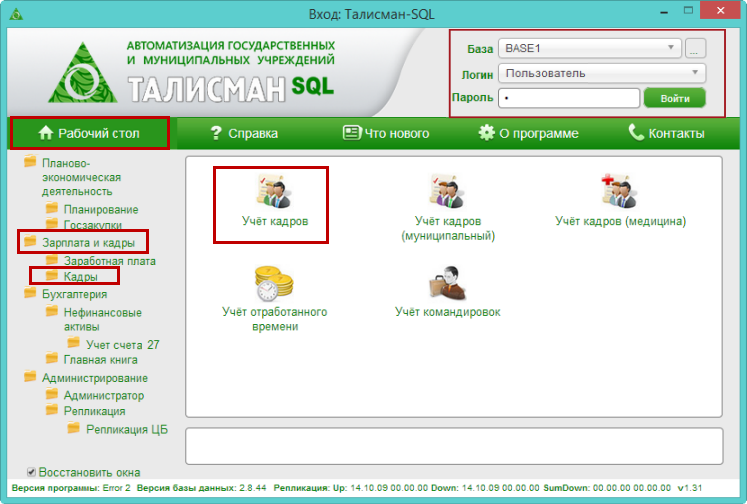 Вход: Талисман-SQL
АВТОМАТИЗАЦИЯ ГОСУДАРСТВЕННЫХ
И МУНИЦИПАЛЬНЫХ УЧРЕЖДЕНИЙ
ТАЛИСМАН SQL
База BASE1 ...
Логин Пользователь
Пароль •
Войти
Рабочий стол
? Справка
Что нового
О программе
Контакты
Планово-
экономическая
деятельность
Планирование
Госзакупки
Зарплата и кадры
Заработная плата
Кадры
Бухгалтерия
Нефинансовые
активы
Учет счета 27
Главная книга
Администрирование
Администратор
Репликация
Репликация ЦБ
Учёт кадров
Учёт кадров
(муниципальный)
Учёт кадров (медицина)
Учёт отработанного
времени
Учёт командировок
Восстановить окна
Версия программы: Error 2 Версия базы данных: 2.8.44 Репликация: Up: 14.10.09 00.00.00 Down: 14.10.09 00.00.00 SumDown: 00.00.00 00.00.00 v1.31